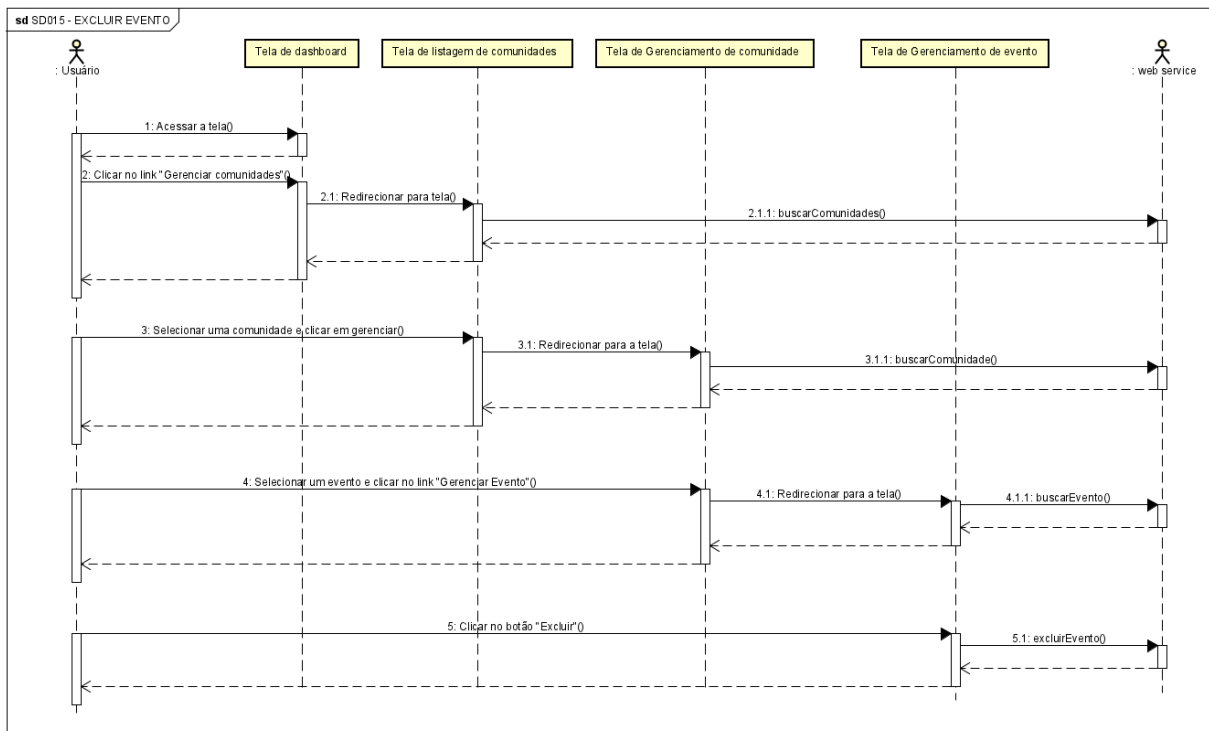 sd SD015 - EXCLUIR EVENTO
: Usuário
Tela de dashboard
Tela de listagem de comunidades
Tela de Gerenciamento de comunidade
Tela de Gerenciamento de evento
: web service
1: Acessar a tela()
2: Clicar no link "Gerenciar comunidades"()
2.1: Redirecionar para tela()
2.1.1: buscarComunidades()
3: Selecionar uma comunidade e clicar em gerenciar()
3.1: Redirecionar para a tela()
3.1.1: buscarComunidade()
4: Selecionar um evento e clicar no link "Gerenciar Evento"()
4.1: Redirecionar para a tela()
4.1.1: buscarEvento()
5: Clicar no botão "Excluir"()
5.1: excluirEvento()